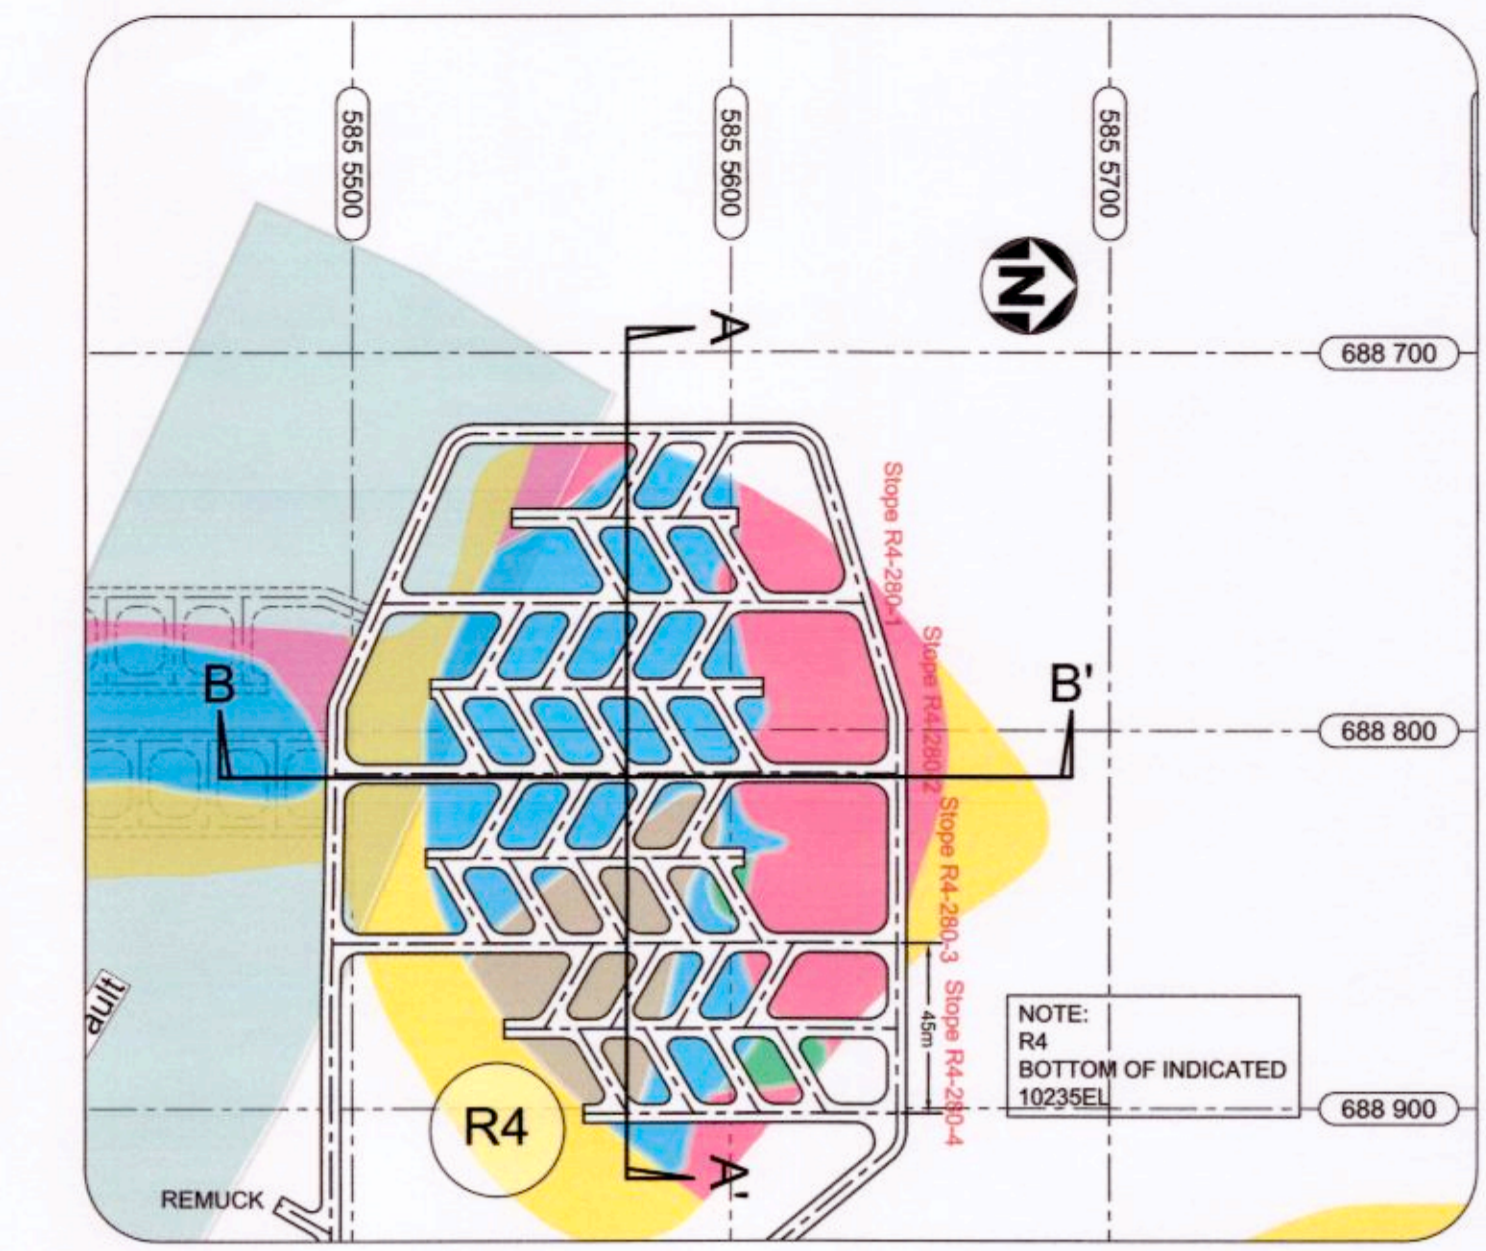 585 5500
585 5600
585 5700
N
A
688 700
Stope R4-280-1
Stope R4-280-2
B
B'
688 800
Stope R4-280-3
Stope R4-280-4
45m
ault
NOTE:
R4
BOTTOM OF INDICATED
10235EL
688 900
R4
A'
REMUCK